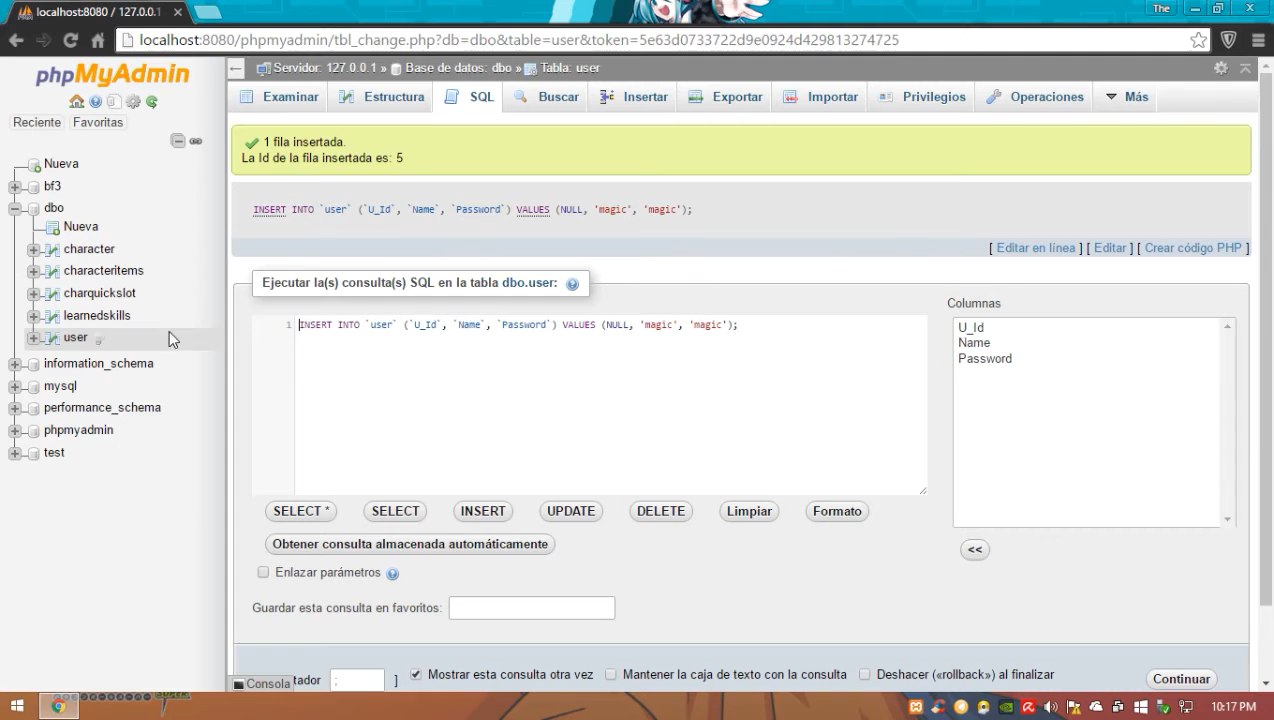 localhost:8080 / 127.0.0.1
The
localhost:8080/phpmyadmin/tbl_change.php?db=dbo&table=user&token=5e63d0733722d9e0924d429813274725
phpMyAdmin
Reciente
Favoritas
Nueva
bf3
dbo
Nueva
character
characteritems
charquickslot
learnedskills
user
information_schema
mysql
performance_schema
phpmyadmin
test
Servidor: 127.0.0.1 » Base de datos: dbo » Tabla: user
Examinar
Estructura
SQL
Buscar
Insertar
Exportar
Importar
Privilegios
Operaciones
Más
1 fila insertada.
La Id de la fila insertada es: 5
INSERT INTO `user` (`U_Id`, `Name`, `Password`) VALUES (NULL, 'magic', 'magic');
[ Editar en línea ] [ Editar ] [ Crear código PHP ]
Ejecutar la(s) consulta(s) SQL en la tabla dbo.user:
1 INSERT INTO `user` (`U_Id`, `Name`, `Password`) VALUES (NULL, 'magic', 'magic');
Columnas
U_Id
Name
Password
SELECT *
SELECT
INSERT
UPDATE
DELETE
Limpiar
Formato
<<
Obtener consulta almacenada automáticamente
Enlazar parámetros
Guardar esta consulta en favoritos:
Consola
tador ; ]
Mostrar esta consulta otra vez
Mantener la caja de texto con la consulta
Deshacer («rollback») al finalizar
Continuar
10:17 PM